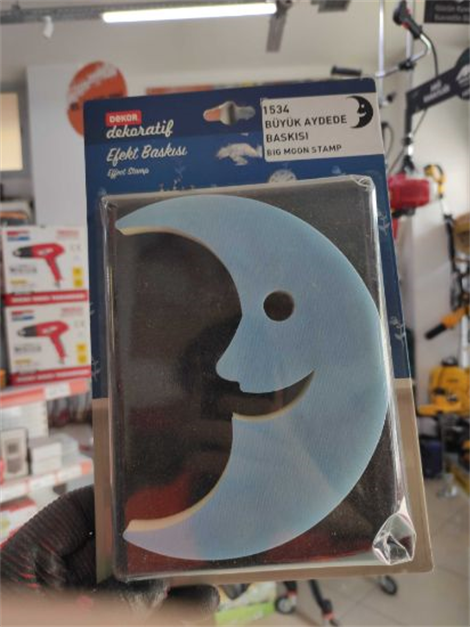 DEKOR
dekoratif
Efekt Baskısı
Effect Stamp
1534
BÜYÜK AYDEDE
BASKISI
BIG MOON STAMP